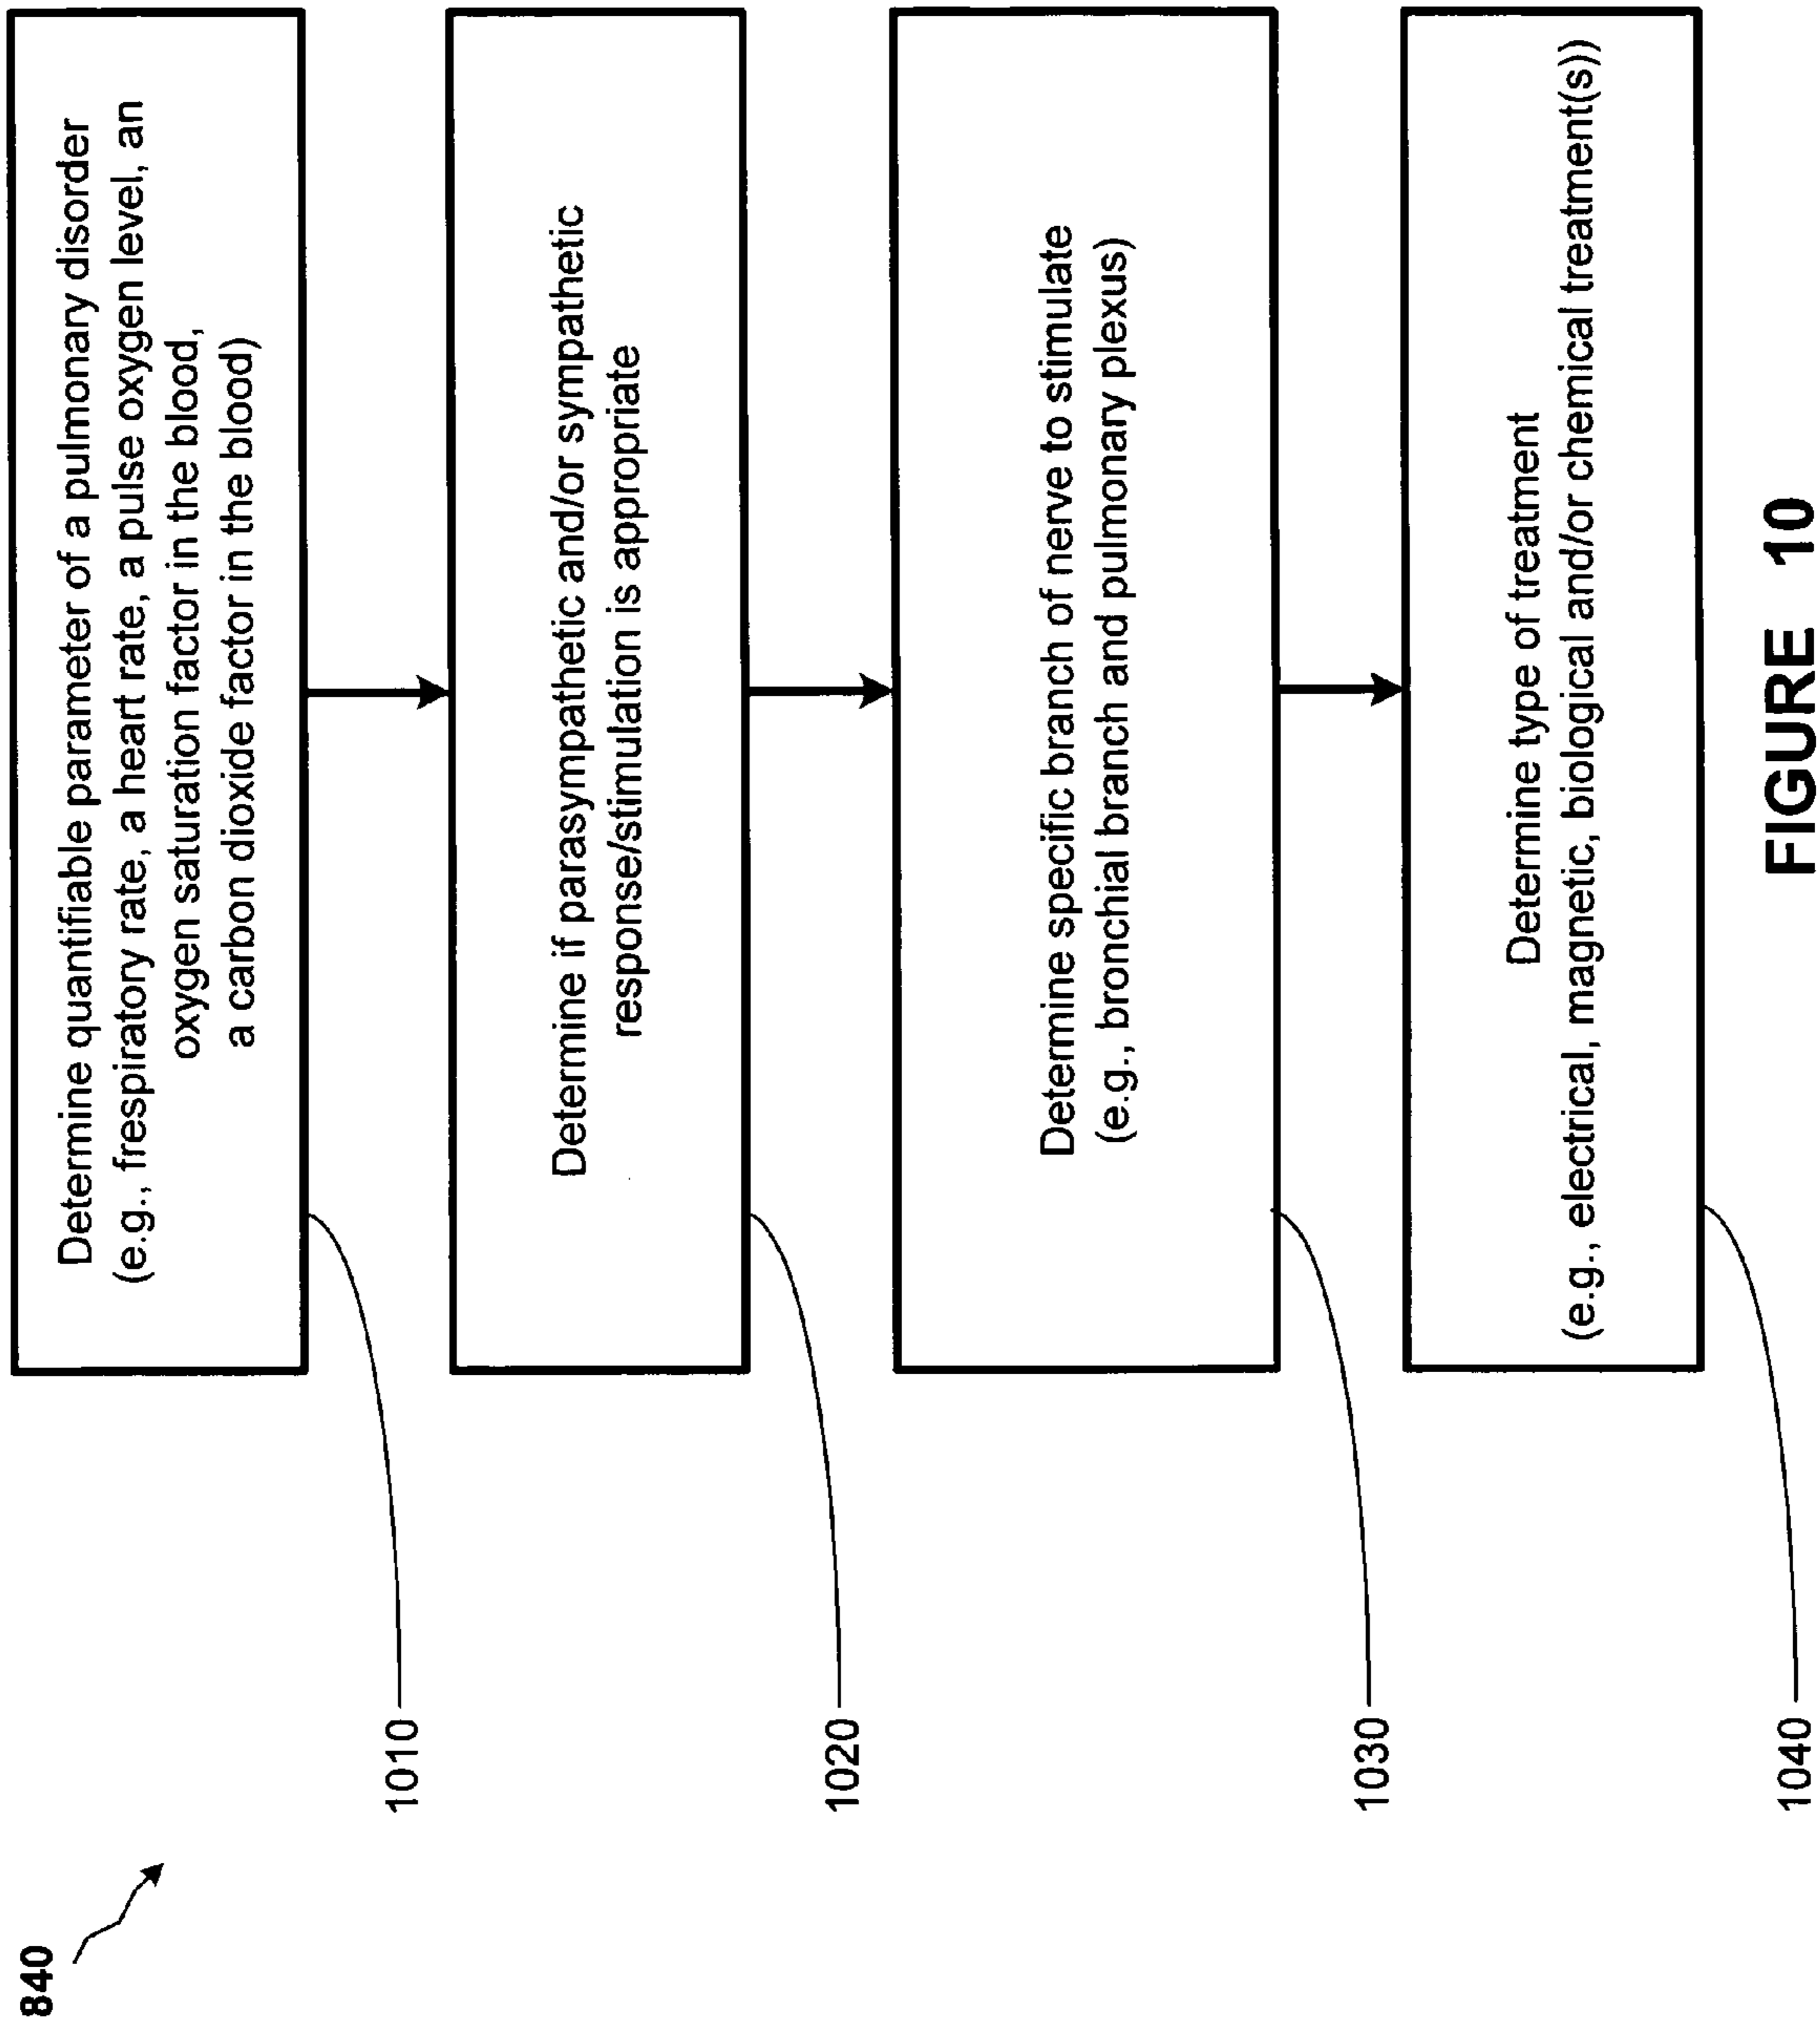 840
Determine quantifiable parameter of a pulmonary disorder
(e.g., frespiratory rate, a heart rate, a pulse oxygen level, an
oxygen saturation factor in the blood,
a carbon dioxide factor in the blood)
1010
Determine if parasympathetic and/or sympathetic
response/stimulation is appropriate
1020
Determine specific branch of nerve to stimulate
(e.g., bronchial branch and pulmonary plexus)
1030
Determine type of treatment
(e.g., electrical, magnetic, biological and/or chemical treatment(s))
1040
FIGURE 10